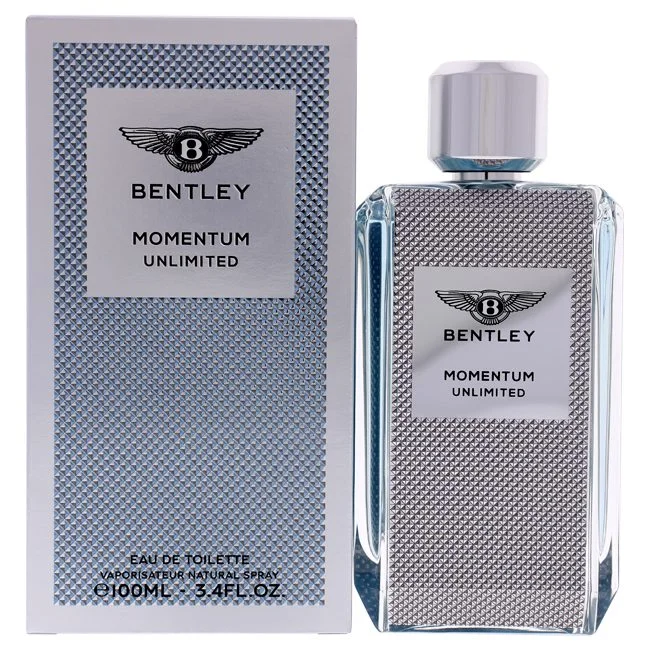 B
BENTLEY
MOMENTUM
UNLIMITED
EAU DE TOILETTE
VAPORISATEUR NATURAL SPRAY
℮100ML - 3.4FL.OZ.
B
BENTLEY
MOMENTUM
UNLIMITED